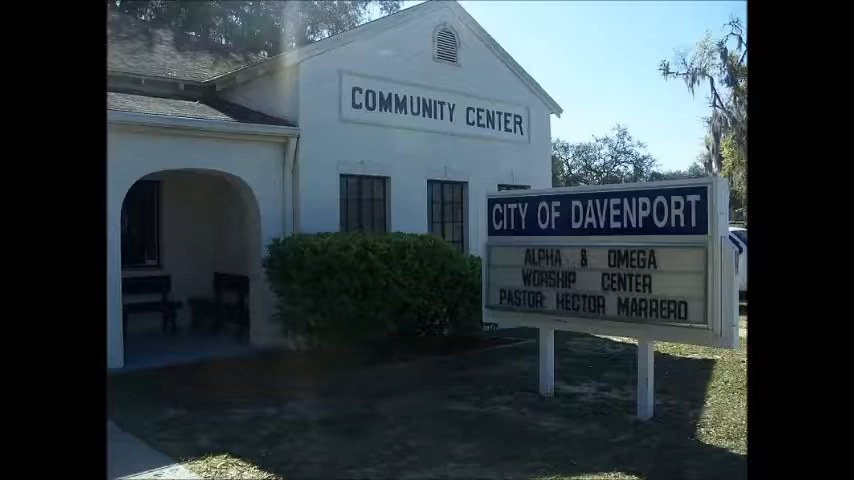 COMMUNITY CENTER
CITY OF DAVENPORT
ALPHA & OMEGA
WORSHIP CENTER
PASTOR HECTOR MARRERO